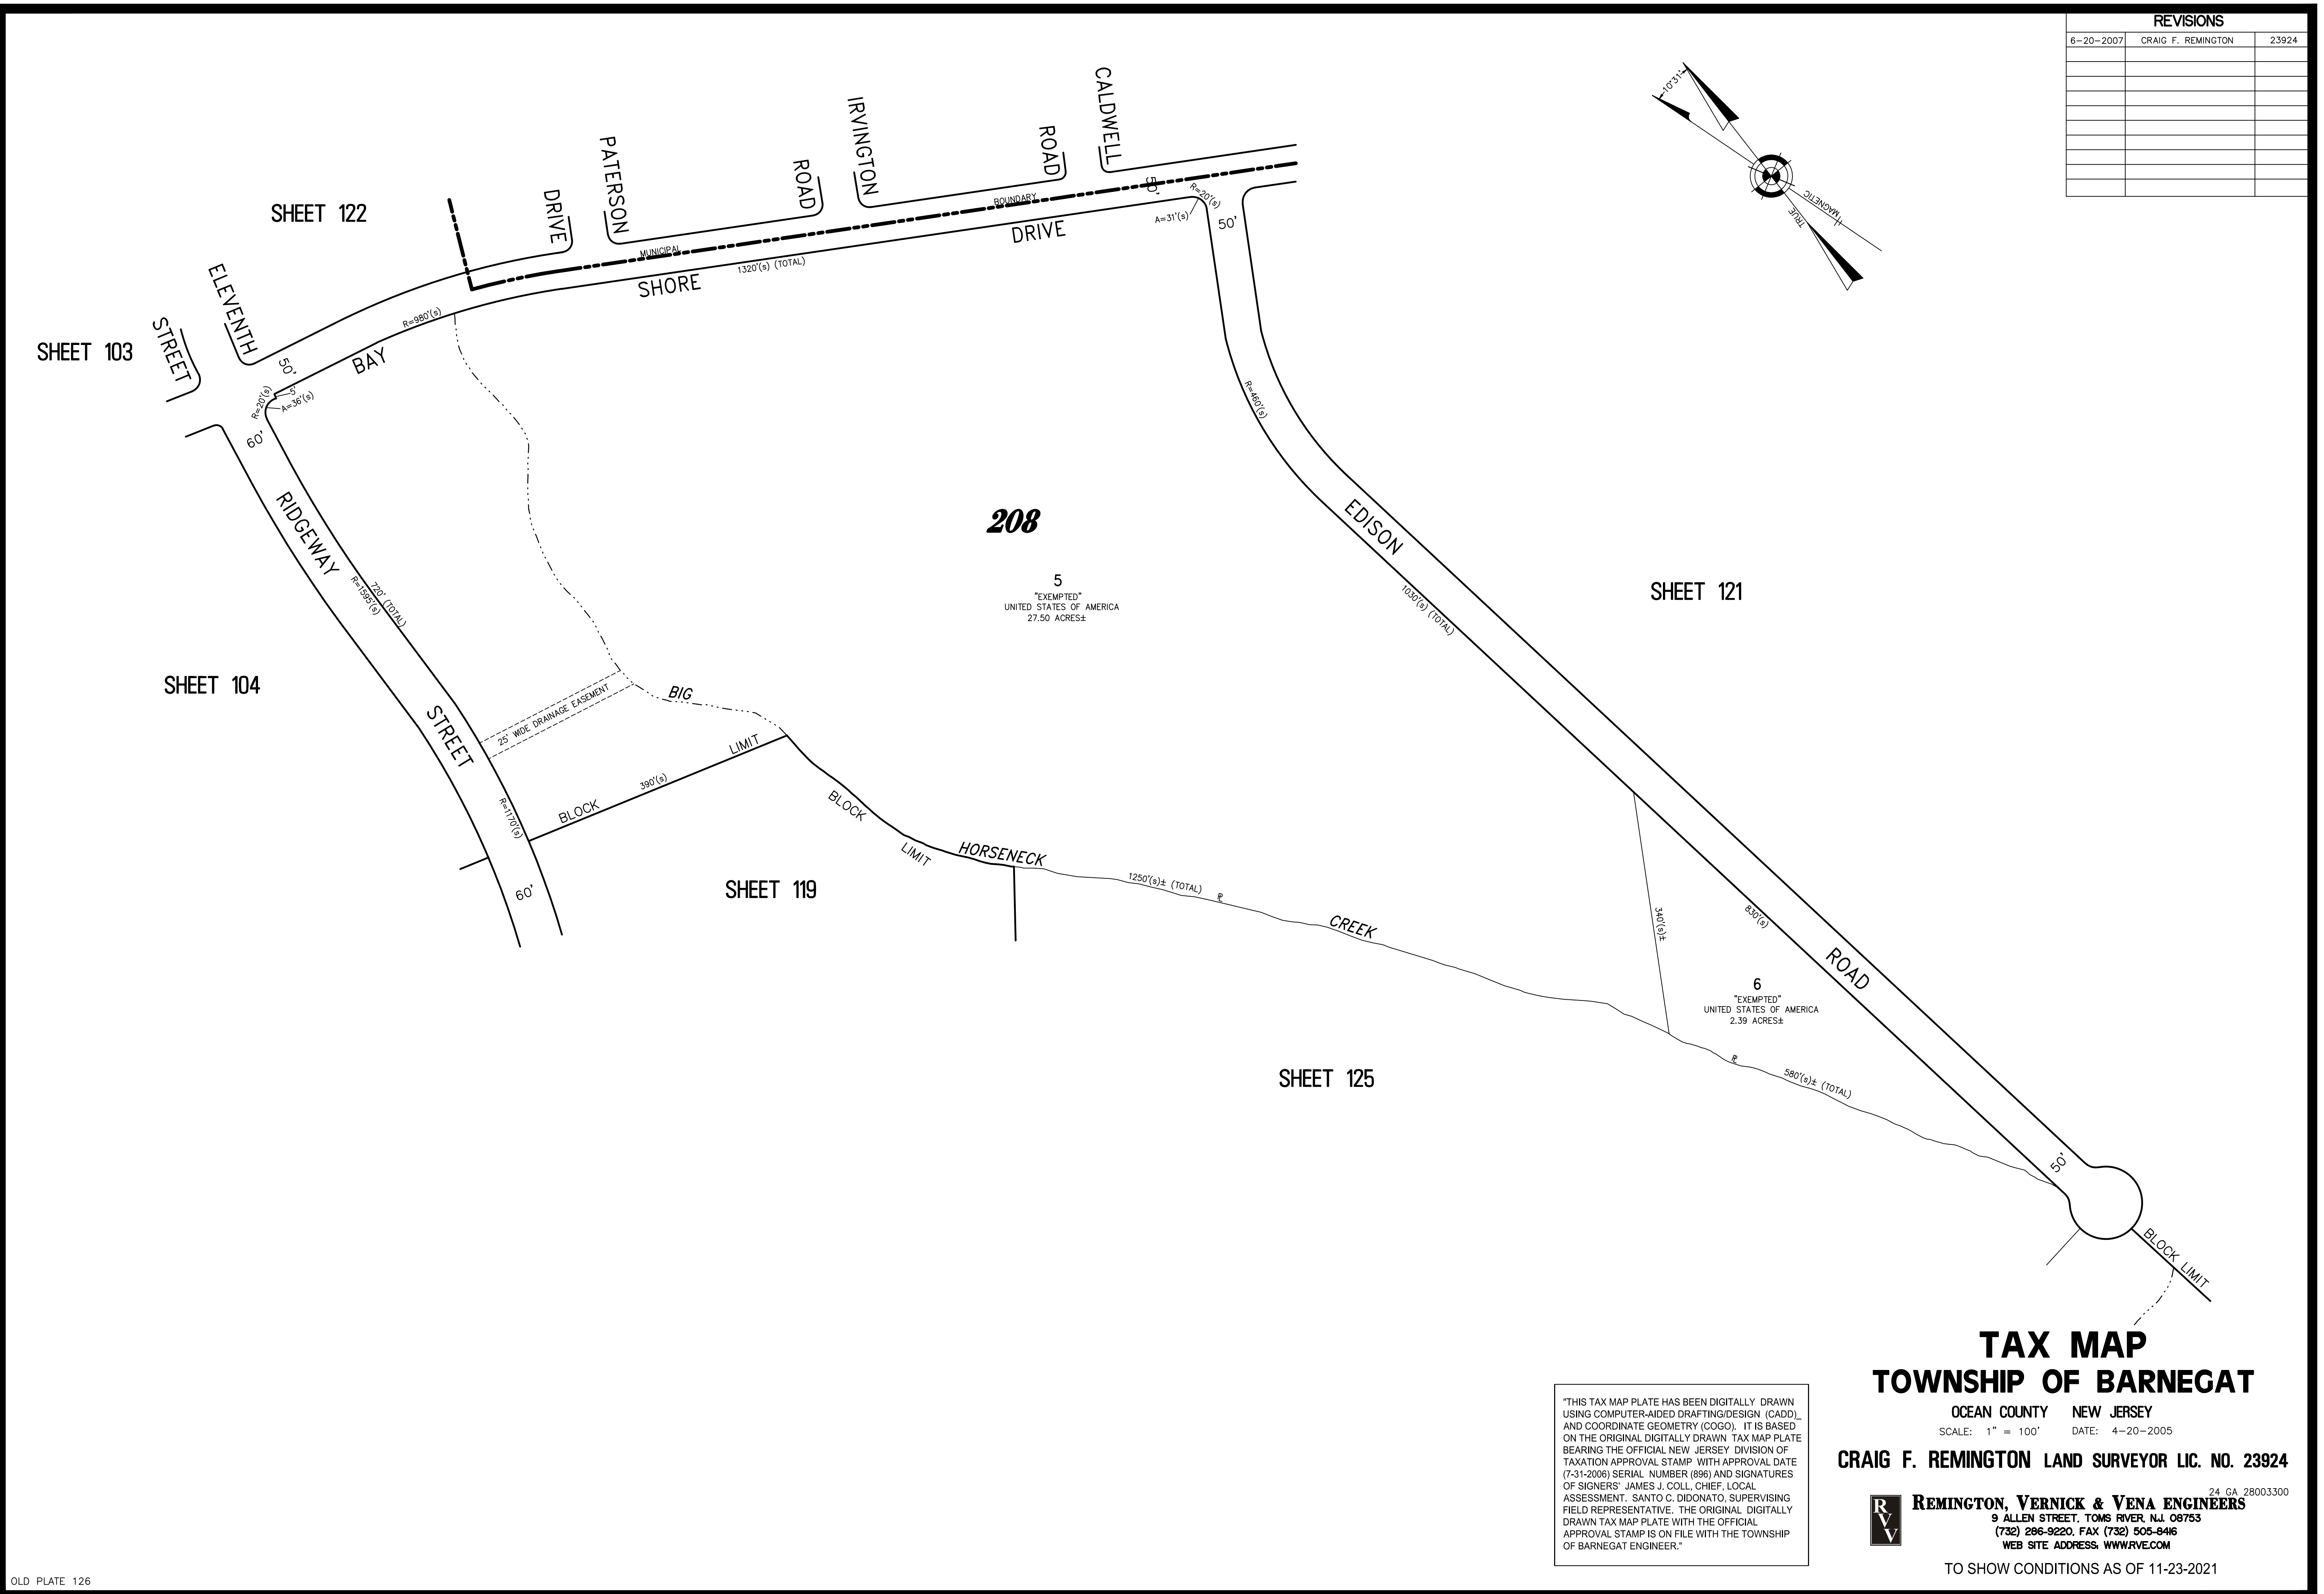 REVISIONS
6-20-2007 CRAIG F. REMINGTON 23924
10°31'
MAGNETIC
TRUE
SHEET 122
SHEET 103
ELEVENTH
STREET
DRIVE
PATERSON
ROAD
IRVINGTON
ROAD
CALDWELL
MUNICIPAL
BOUNDARY
50'
R=20'(s)
A=31'(s)
50'
BAY
SHORE
DRIVE
1320'(s) (TOTAL)
R=980'(s)
50'
5'
R=20'(s)
A=36'(s)
60'
RIDGEWAY
STREET
R=1595'(s)
720' (TOTAL)
R=1170'(s)
60'
R=460'(s)
EDISON
ROAD
1030'(s) (TOTAL)
208
5
"EXEMPTED"
UNITED STATES OF AMERICA
27.50 ACRES±
SHEET 121
SHEET 104
25' WIDE DRAINAGE EASEMENT
BIG
HORSENECK
CREEK
BLOCK LIMIT
390'(s)
BLOCK
LIMIT
SHEET 119
1250'(s)± (TOTAL)
340'(s)±
830'(s)
6
"EXEMPTED"
UNITED STATES OF AMERICA
2.39 ACRES±
580'(s)± (TOTAL)
SHEET 125
50'
BLOCK LIMIT
TAX MAP
TOWNSHIP OF BARNEGAT
OCEAN COUNTY NEW JERSEY
SCALE: 1" = 100' DATE: 4-20-2005
CRAIG F. REMINGTON LAND SURVEYOR LIC. NO. 23924
24 GA 28003300
RVV
REMINGTON, VERNICK & VENA ENGINEERS
9 ALLEN STREET, TOMS RIVER, N.J. 08753
(732) 286-9220, FAX (732) 505-8416
WEB SITE ADDRESS: WWW.RVE.COM
TO SHOW CONDITIONS AS OF 11-23-2021
"THIS TAX MAP PLATE HAS BEEN DIGITALLY DRAWN
USING COMPUTER-AIDED DRAFTING/DESIGN (CADD)_
AND COORDINATE GEOMETRY (COGO). IT IS BASED
ON THE ORIGINAL DIGITALLY DRAWN TAX MAP PLATE
BEARING THE OFFICIAL NEW JERSEY DIVISION OF
TAXATION APPROVAL STAMP WITH APPROVAL DATE
(7-31-2006) SERIAL NUMBER (896) AND SIGNATURES
OF SIGNERS' JAMES J. COLL, CHIEF, LOCAL
ASSESSMENT. SANTO C. DIDONATO, SUPERVISING
FIELD REPRESENTATIVE. THE ORIGINAL DIGITALLY
DRAWN TAX MAP PLATE WITH THE OFFICIAL
APPROVAL STAMP IS ON FILE WITH THE TOWNSHIP
OF BARNEGAT ENGINEER."
OLD PLATE 126